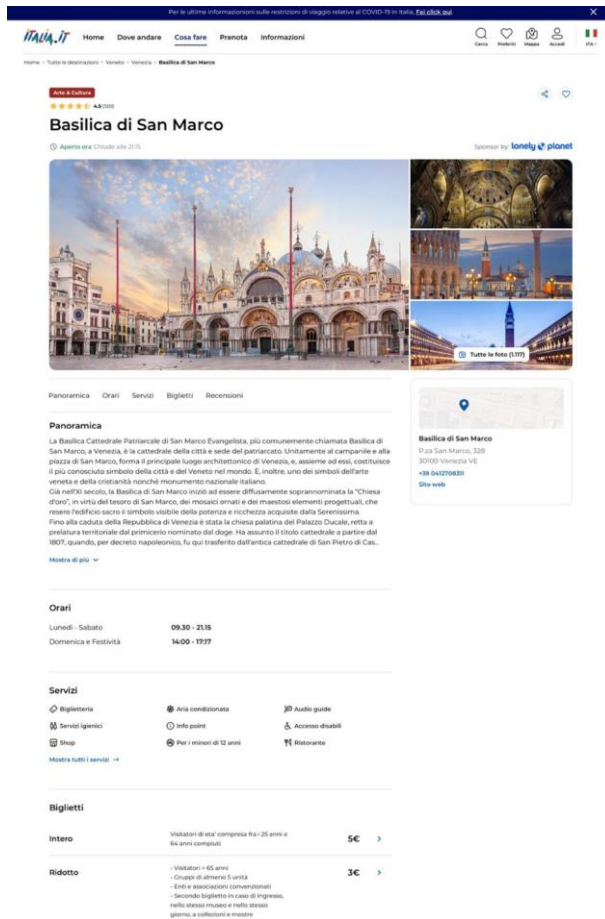 Per le ultime informazionioni sulle restrizioni di viaggio relative al COVID-19 in Italia, Fai click qui.
ITALIA.IT Home Dove andare Cosa fare Prenota Informazioni Cerca Preferiti Mappa Accedi ITA
Home Tutte le destinazioni Veneto Venezia Basilica di San Marco
Arte & Cultura
4.5
Basilica di San Marco
Aperto ora Chiude alle 21:15
Sponsor by: lonely planet
Tutte le foto (1.117)
Panoramica Orari Servizi Biglietti Recensioni
Panoramica
La Basilica Cattedrale Patriarcale di San Marco Evangelista, più comunemente chiamata Basilica di
San Marco, a Venezia, è la cattedrale della città e sede del patriarcato. Unitamente al campanile e alla
piazza di San Marco, forma il principale luogo architettonico di Venezia, e, assieme ad essi, costituisce
il più conosciuto simbolo della città e del Veneto nel mondo. È, inoltre, uno dei simboli dell'arte
veneta e della cristianità nonché monumento nazionale italiano.
Già nell'XI secolo, la Basilica di San Marco iniziò ad essere diffusamente soprannominata la "Chiesa
d'oro", in virtù del tesoro di San Marco, dei mosaici ornati e dei maestosi elementi progettuali, che
resero l'edificio sacro il simbolo visibile della potenza e ricchezza acquisite dalla Serenissima.
Fino alla caduta della Repubblica di Venezia è stata la chiesa palatina del Palazzo Ducale, retta a
prelatura territoriale dal primicerio nominato dal doge. Ha assunto il titolo cattedrale a partire dal
1807, quando, per decreto napoleonico, fu qui trasferito dall'antica cattedrale di San Pietro di Cas...
Mostra di più
Basilica di San Marco
P.za San Marco, 328
30100 Venezia VE
+39 0412708311
Sito web
Orari
Lunedì - Sabato 09.30 - 21.15
Domenica e Festività 14:00 - 17:17
Servizi
Biglietteria Aria condizionata Audio guide
Servizi igienici Info point Accesso disabili
Shop Per i minori di 12 anni Ristorante
Mostra tutti i servizi
Biglietti
Intero Visitatori di eta' compresa fra i 25 anni e
64 anni compiuti 5€
Ridotto - Visitatori > 65 anni 3€
- Gruppi di almeno 5 unità
- Enti e associazioni convenzionati
- Secondo biglietto in caso di ingresso,
nello stesso museo e nello stesso
giorno, a collezioni e mostre